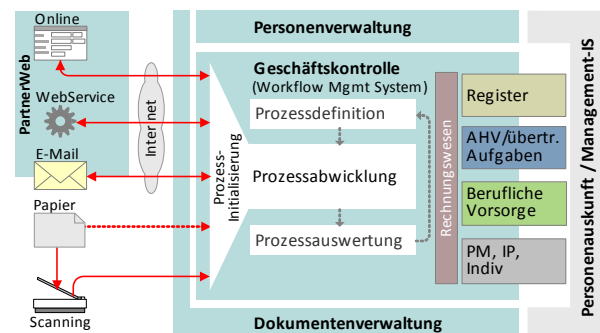 Online
PartnerWeb
WebService
E-Mail
Papier
Scanning
Internet
Personenverwaltung
Geschäftskontrolle
(Workflow Mgmt System)
Prozess-
Initialisierung
Prozessdefinition
Prozessabwicklung
Prozessauswertung
Rechnungswesen
Register
AHV/übertr.
Aufgaben
Berufliche
Vorsorge
PM, IP,
Indiv
Personenauskunft / Management-IS
Dokumentenverwaltung